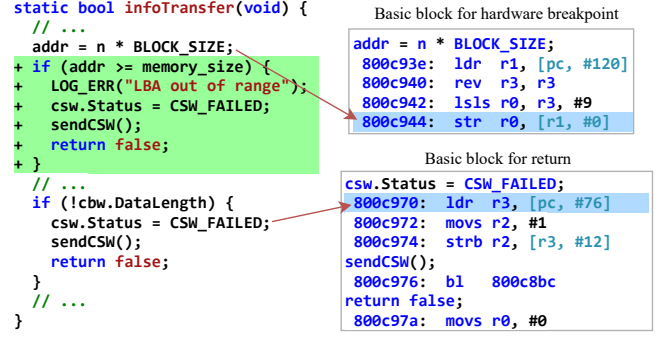 static bool infoTransfer(void) {
  // ...
  addr = n * BLOCK_SIZE;
+ if (addr >= memory_size) {
+   LOG_ERR("LBA out of range");
+   csw.Status = CSW_FAILED;
+   sendCSW();
+   return false;
+ }
  // ...
  if (!cbw.DataLength) {
    csw.Status = CSW_FAILED;
    sendCSW();
    return false;
  }
  // ...
}
Basic block for hardware breakpoint
addr = n * BLOCK_SIZE;
800c93e: ldr r1, [pc, #120]
800c940: rev r3, r3
800c942: lsls r0, r3, #9
800c944: str r0, [r1, #0]
Basic block for return
csw.Status = CSW_FAILED;
800c970: ldr r3, [pc, #76]
800c972: movs r2, #1
800c974: strb r2, [r3, #12]
sendCSW();
800c976: bl 800c8bc
return false;
800c97a: movs r0, #0